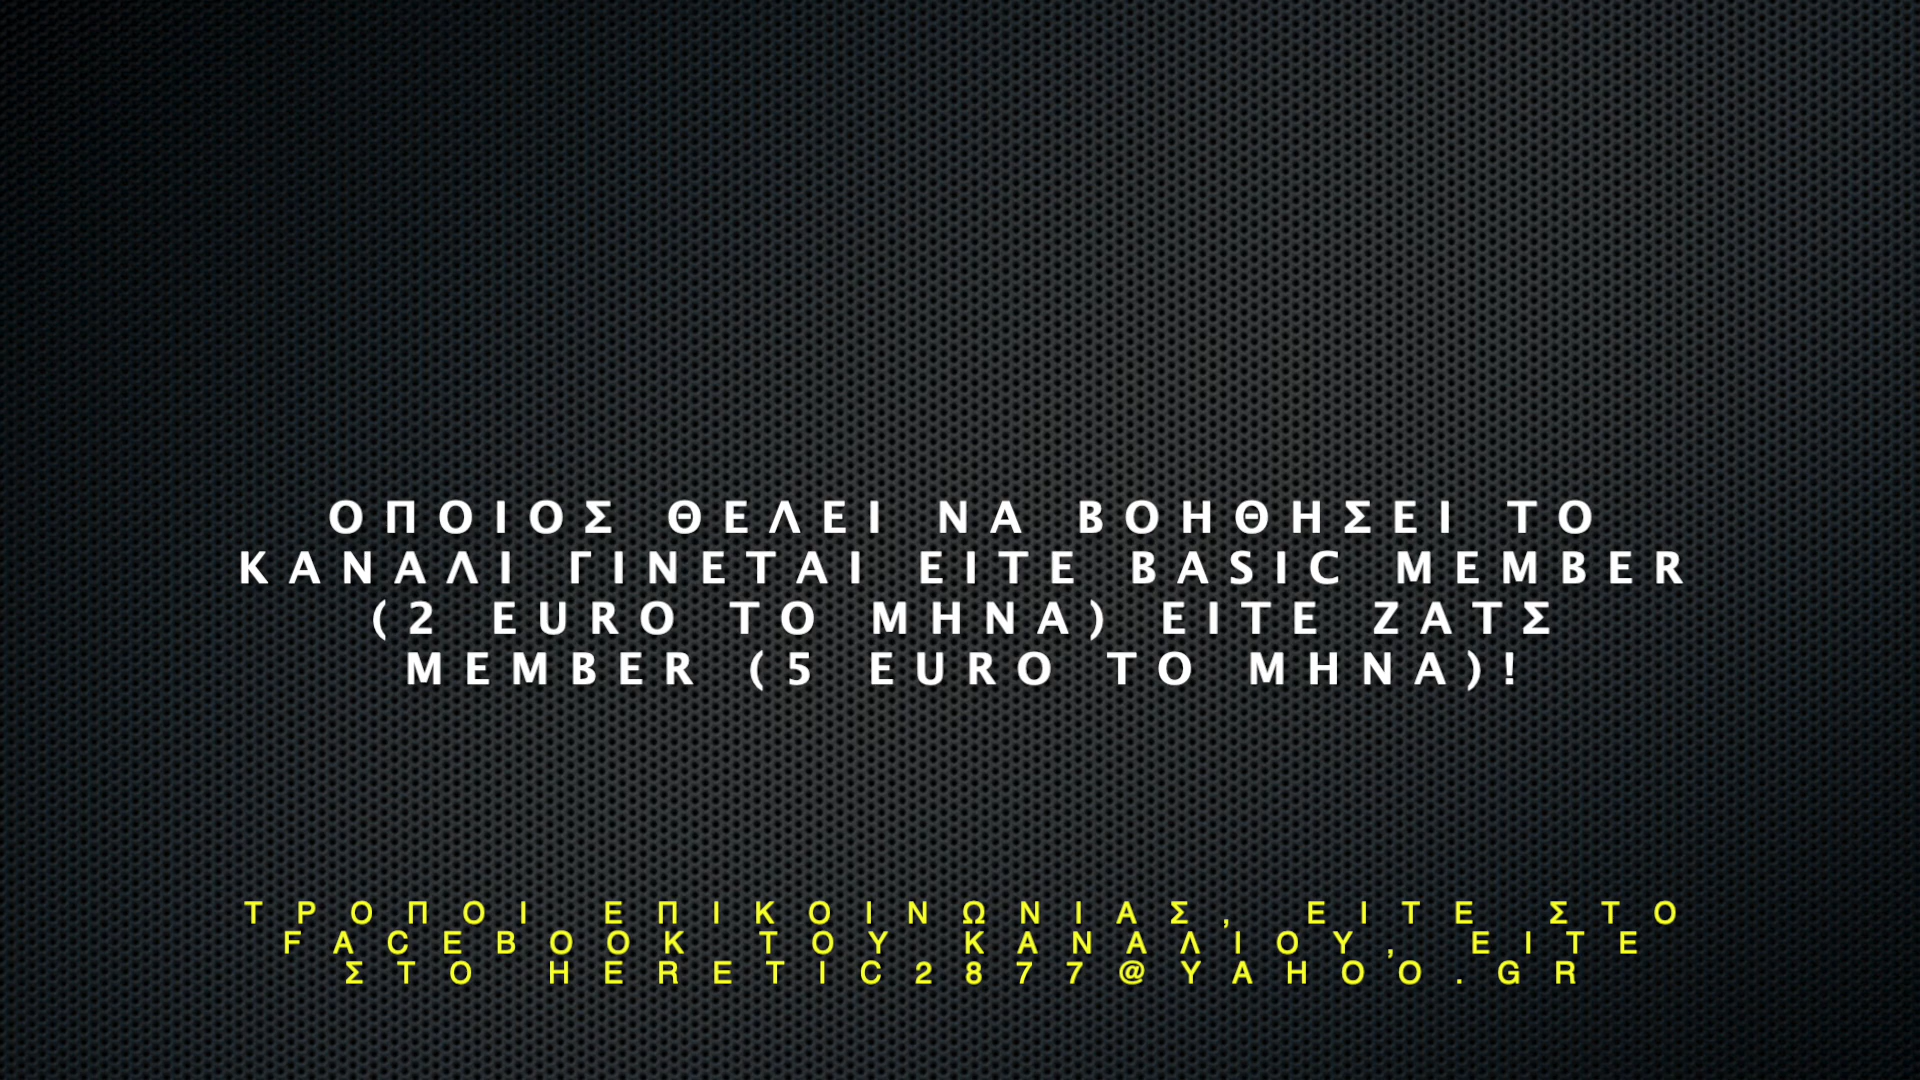 ΟΠΟΙΟΣ ΘΕΛΕΙ ΝΑ ΒΟΗΘΗΣΕΙ ΤΟ
ΚΑΝΑΛΙ ΓΙΝΕΤΑΙ ΕΙΤΕ BASIC MEMBER
(2 EURO ΤΟ ΜΗΝΑ) ΕΙΤΕ ΖΑΤΣ
MEMBER (5 EURO ΤΟ ΜΗΝΑ)!
ΤΡΟΠΟΙ ΕΠΙΚΟΙΝΩΝΙΑΣ, ΕΙΤΕ ΣΤΟ
FACEBOOK ΤΟΥ ΚΑΝΑΛΙΟΥ, ΕΙΤΕ
ΣΤΟ HERETIC2877@YAHOO.GR